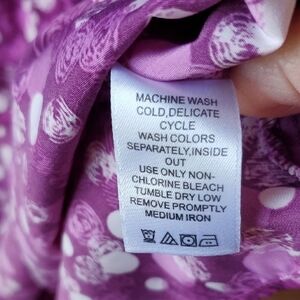 MACHINE WASH
COLD,DELICATE
CYCLE
WASH COLORS
SEPARATELY,INSIDE
OUT
USE ONLY NON-
CHLORINE BLEACH
TUMBLE DRY LOW
REMOVE PROMPTLY
MEDIUM IRON